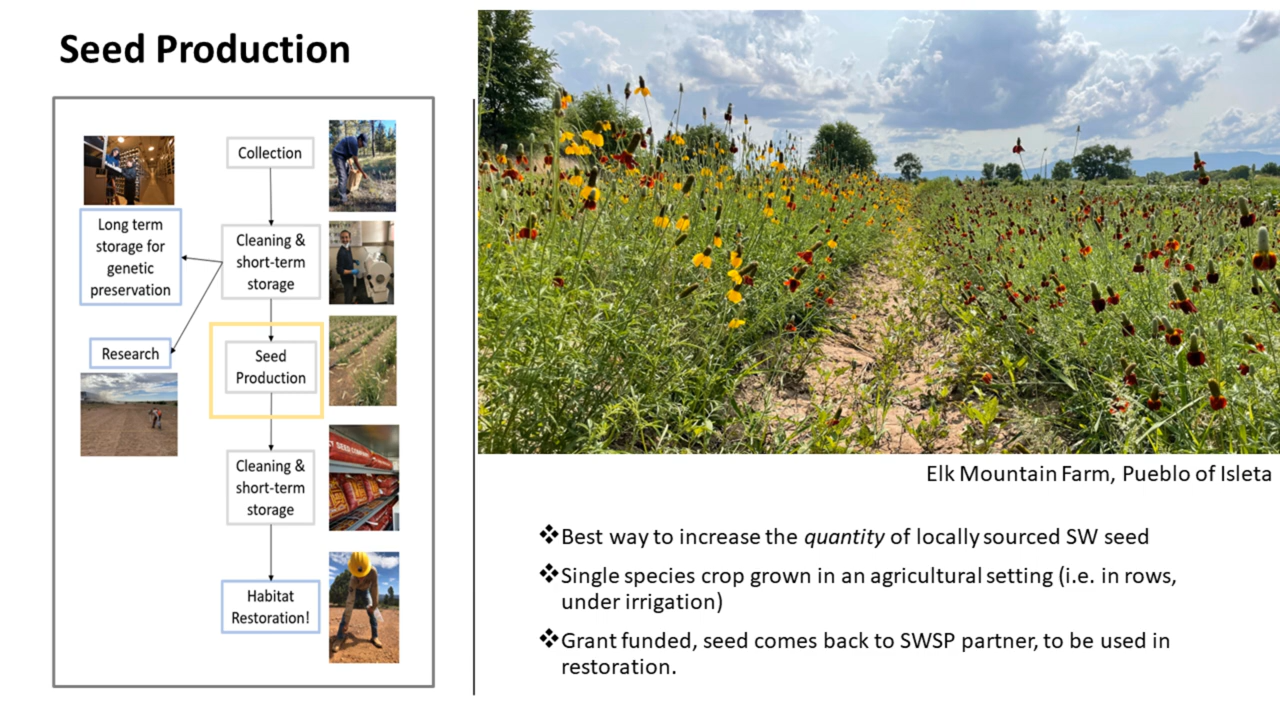 Seed Production
Collection
Long term
storage for
genetic
preservation
Cleaning &
short-term
storage
Research
Seed
Production
Cleaning &
short-term
storage
SEED
Habitat
Restoration!
Elk Mountain Farm, Pueblo of Isleta
❖Best way to increase the quantity of locally sourced SW seed
❖Single species crop grown in an agricultural setting (i.e. in rows,
under irrigation)
❖Grant funded, seed comes back to SWSP partner, to be used in
restoration.